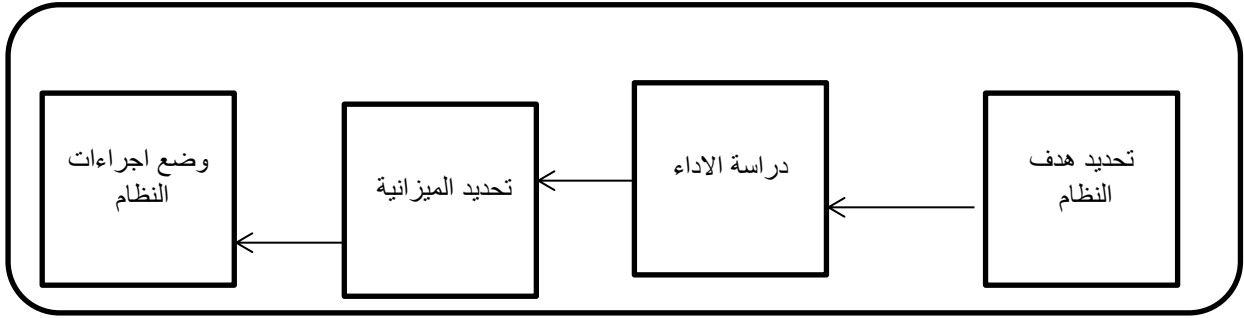 تحديد هدف
النظام
دراسة الاداء
تحديد الميزانية
وضع اجراءات
النظام